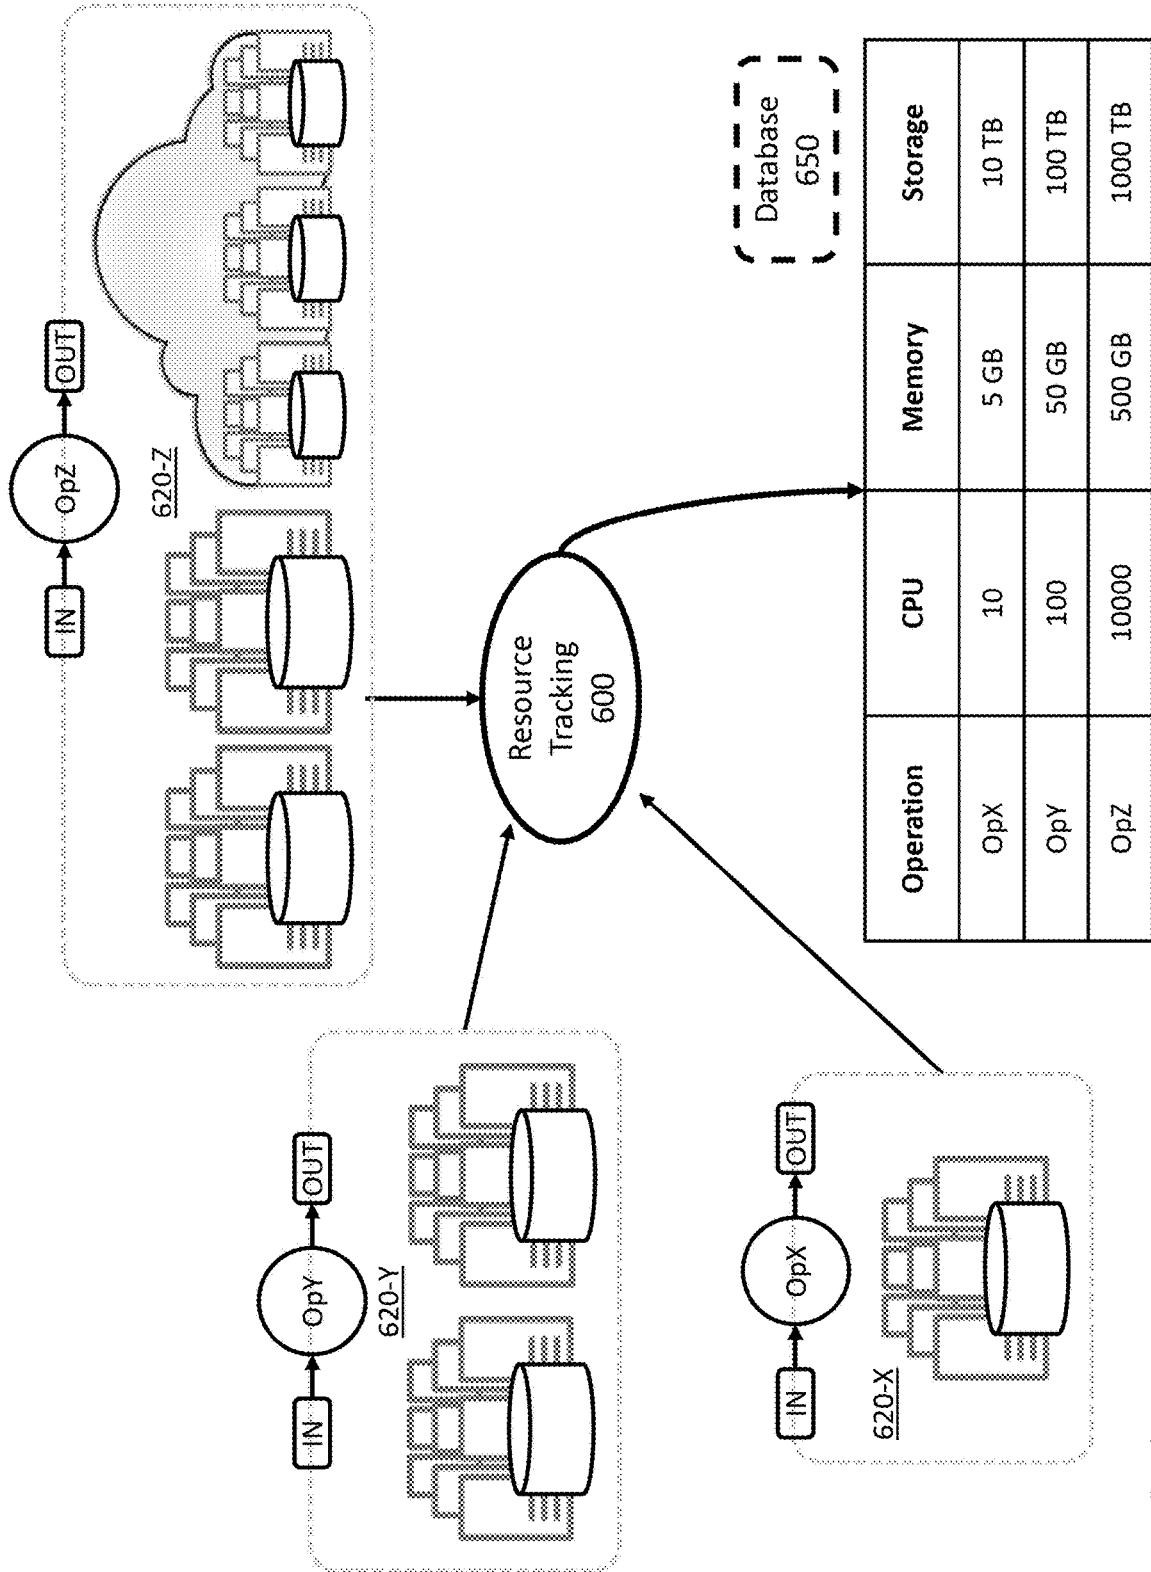 IN
OpX
OUT
620-X
IN
OpY
OUT
620-Y
IN
OpZ
OUT
620-Z
Resource
Tracking
600
Database
650
Operation CPU Memory Storage
OpX 10 5 GB 10 TB
OpY 100 50 GB 100 TB
OpZ 10000 500 GB 1000 TB